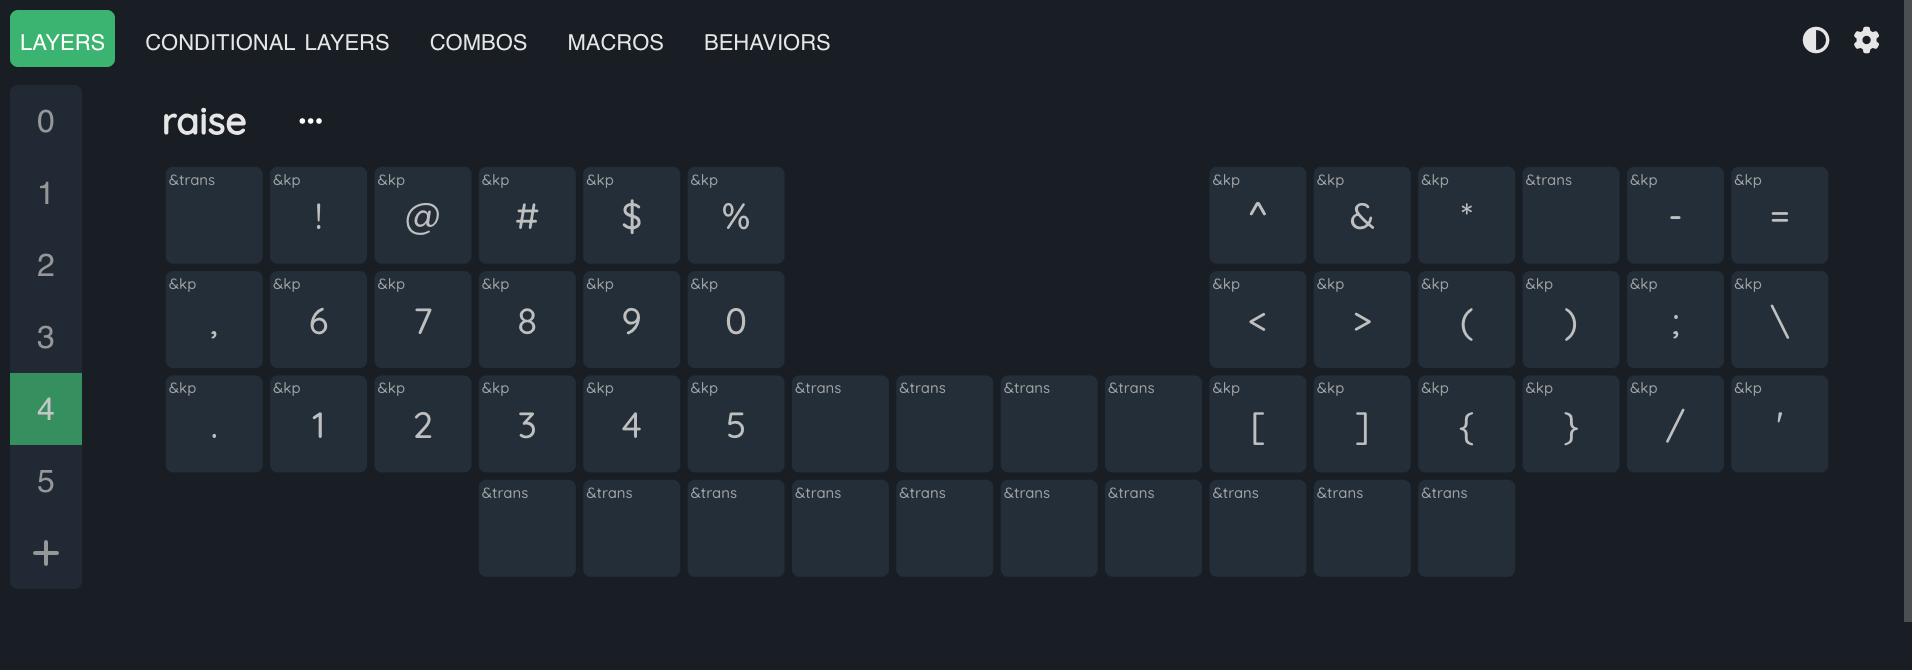 LAYERS CONDITIONAL LAYERS COMBOS MACROS BEHAVIORS
0
1
2
3
4
5
+
raise ...
&trans &kp &kp &kp &kp &kp &kp &kp &kp &trans &kp &kp
! @ # $ % ^ & * - =
&kp &kp &kp &kp &kp &kp &kp &kp &kp &kp &kp &kp
, 6 7 8 9 0 < > ( ) ; \
&kp &kp &kp &kp &kp &kp &trans &trans &trans &trans &kp &kp &kp &kp &kp &kp
. 1 2 3 4 5 [ ] { } / '
&trans &trans &trans &trans &trans &trans &trans &trans &trans &trans